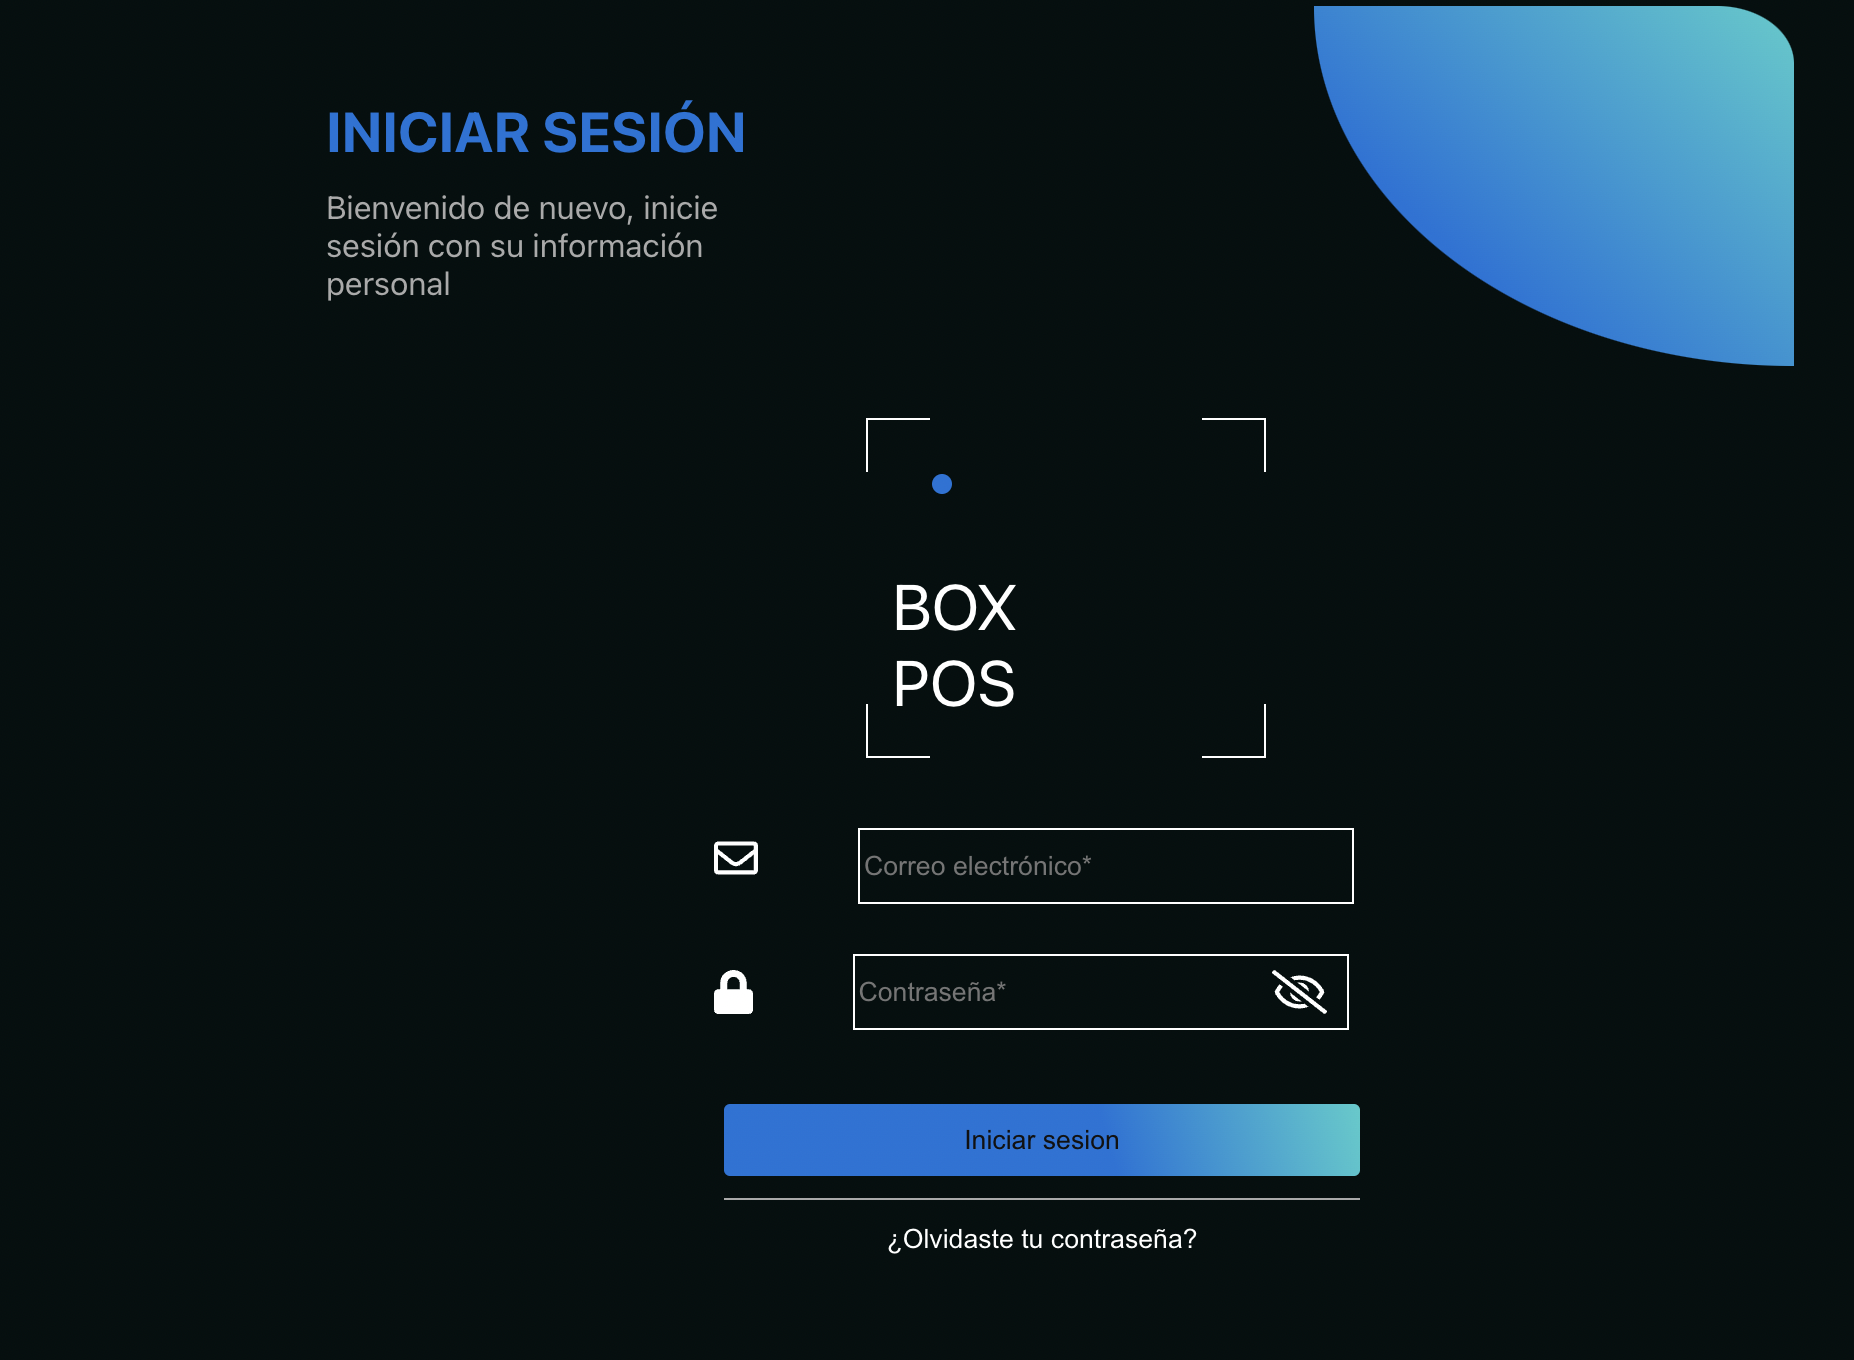 INICIAR SESIÓN
Bienvenido de nuevo, inicie
sesión con su información
personal
BOX
POS
Correo electrónico*
Contraseña*
Iniciar sesion
¿Olvidaste tu contraseña?